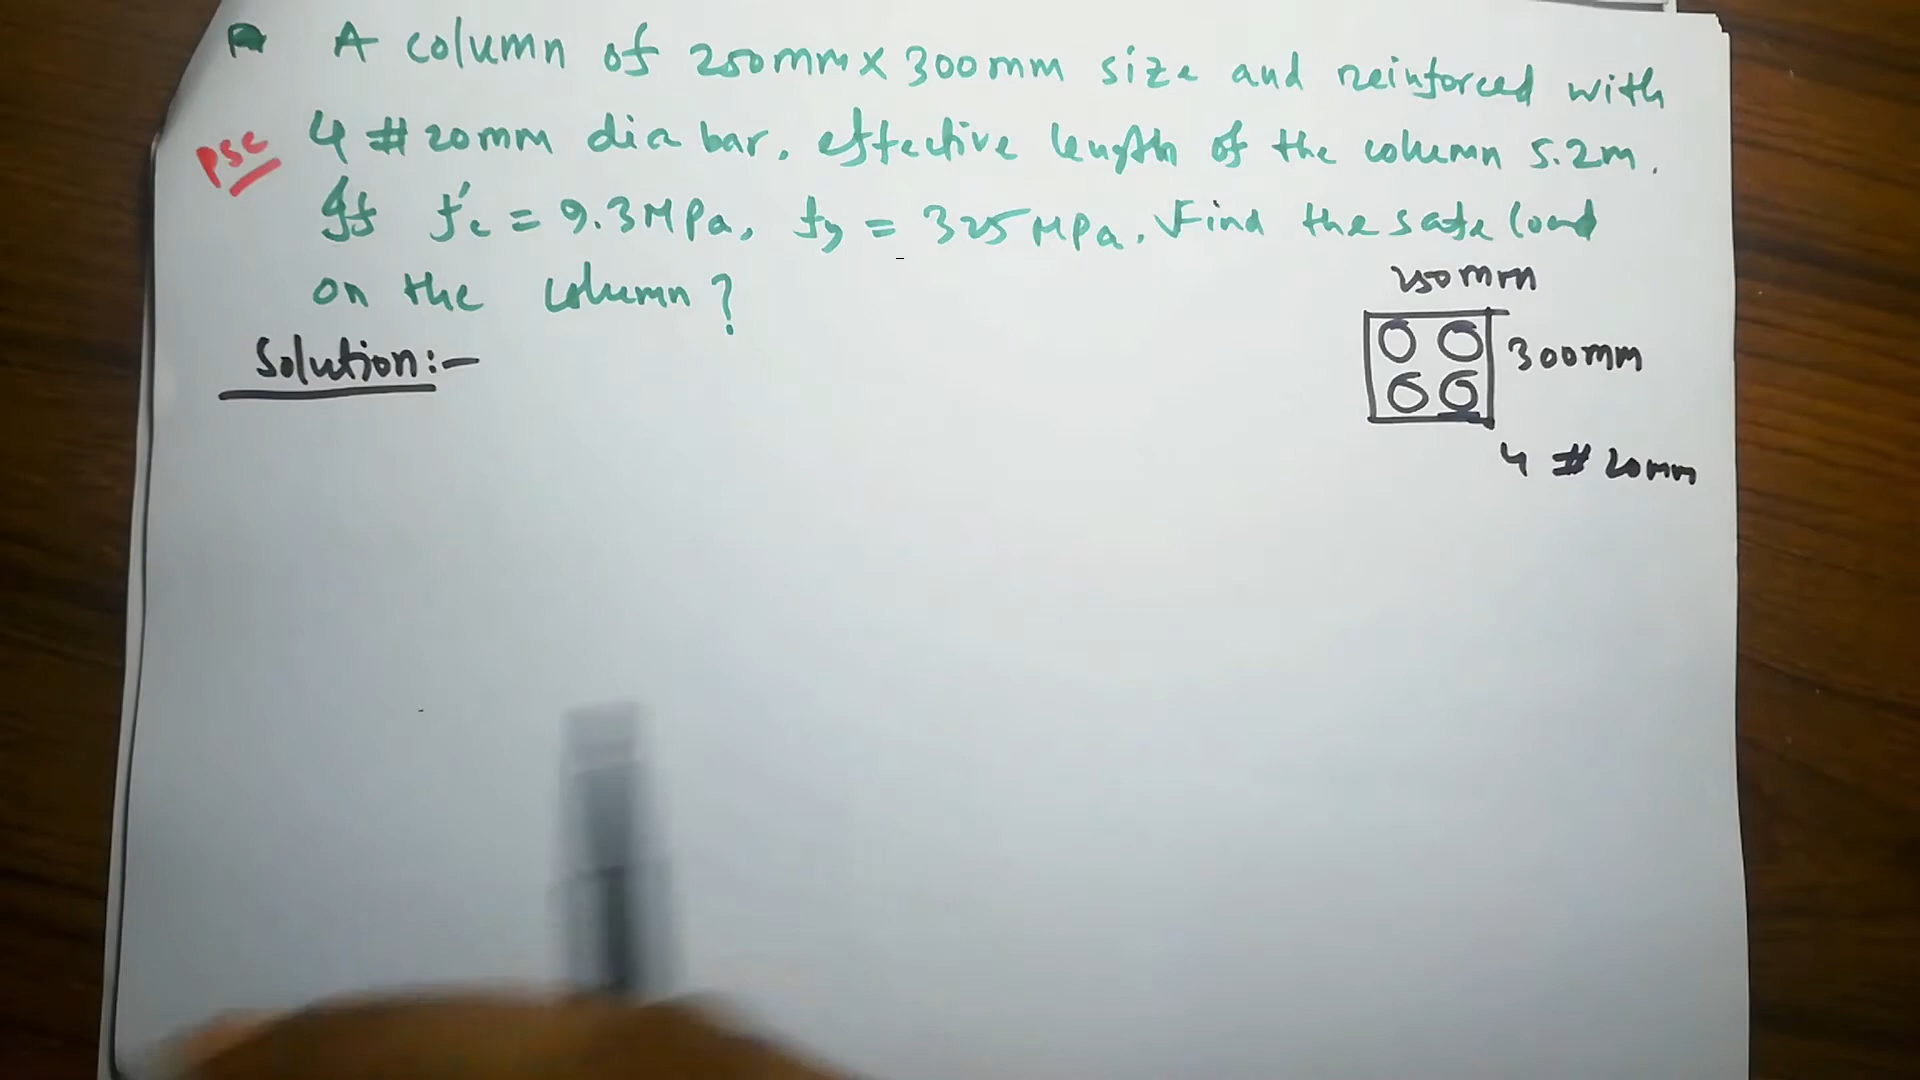 A column of 250mm x 300mm size and reinforced with
PSC
4 # 20mm dia bar, effective length of the column 5.2m.
If f'c = 9.3MPa, fy = 325MPa. Find the safe load
on the column?
250mm
Solution:-
300mm
4 # 20mm